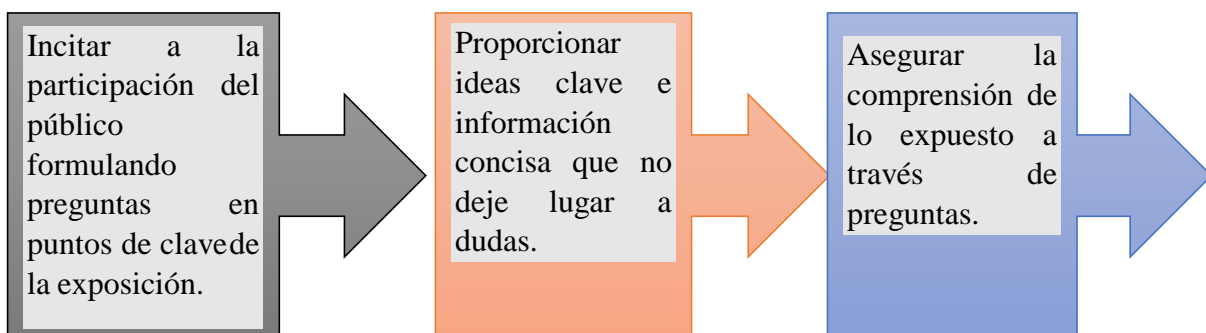 Incitar a la
participación del
público
formulando
preguntas en
puntos de clavede
la exposición.
Proporcionar
ideas clave e
información
concisa que no
deje lugar a
dudas.
Asegurar la
comprensión de
lo expuesto a
través de
preguntas.